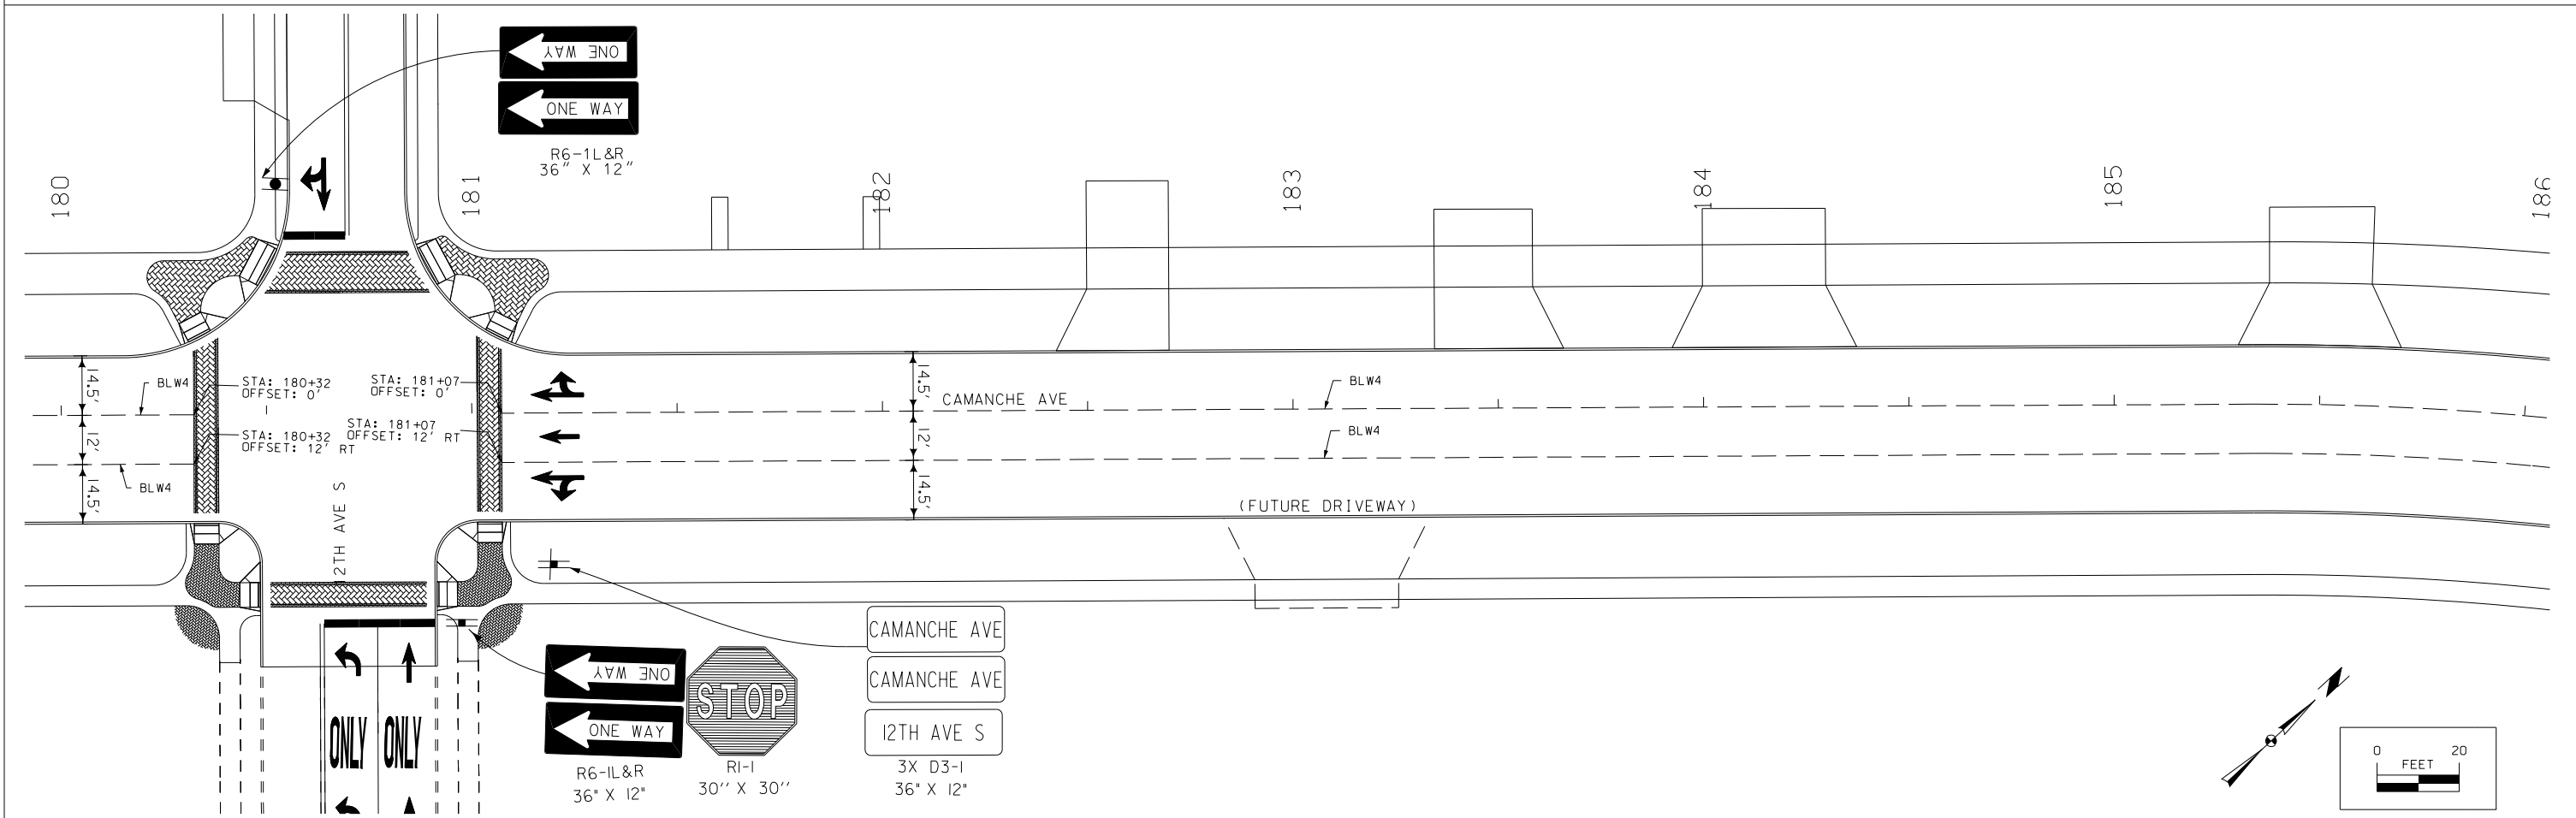 ONE WAY
ONE WAY
R6-1L&R
36" X 12"
180
181
182
183
184
185
186
14.5'
12'
14.5'
BLW4
BLW4
STA: 180+32
OFFSET: 0'
STA: 181+07
OFFSET: 0'
STA: 180+32
OFFSET: 12' RT
STA: 181+07
OFFSET: 12' RT
12TH AVE S
14.5'
12'
14.5'
CAMANCHE AVE
BLW4
BLW4
(FUTURE DRIVEWAY)
ONLY
ONLY
ONE WAY
ONE WAY
R6-1L&R
36" X 12"
STOP
R1-1
30'' X 30''
CAMANCHE AVE
CAMANCHE AVE
12TH AVE S
3X D3-1
36" X 12"
0 20
FEET